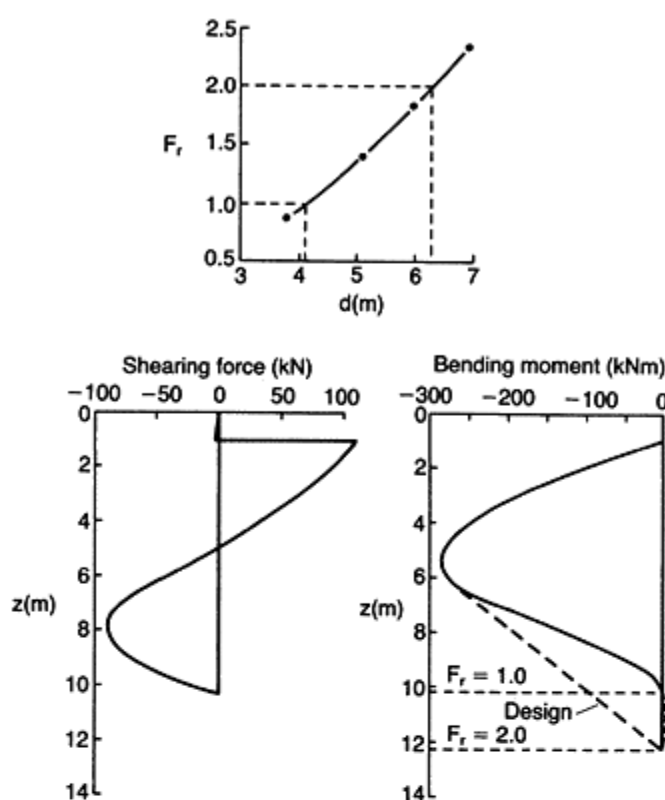 2.5
2.0
F_r
1.5
1.0
0.5
3 4 5 6 7
d(m)
Shearing force (kN)
−100 −50 0 50 100
0
2
4
6
z(m)
8
10
12
14
Bending moment (kNm)
−300 −200 −100 0
0
2
4
6
z(m)
8
F_r = 1.0
10
Design
F_r = 2.0
12
14